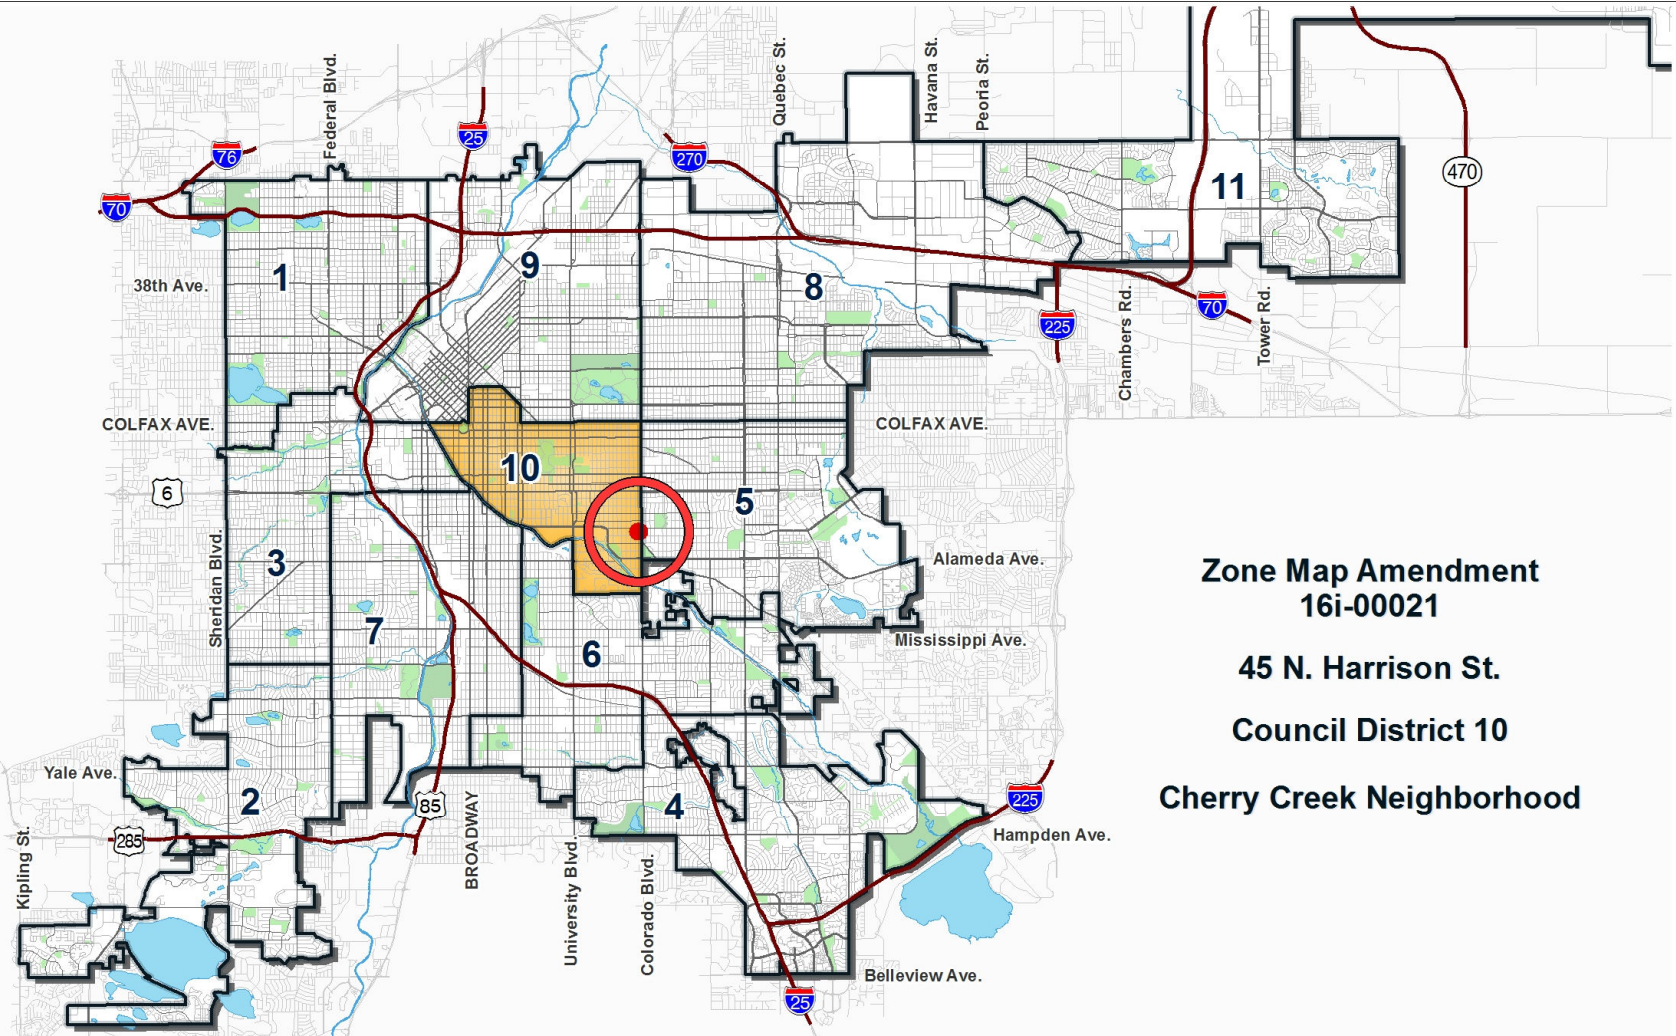 Federal Blvd.
Quebec St.
Havana St.
Peoria St.
76
25
270
70
470
11
9
1
8
38th Ave.
225
70
Chambers Rd.
Tower Rd.
COLFAX AVE.
COLFAX AVE.
10
6
5
Sheridan Blvd.
3
Alameda Ave.
Zone Map Amendment
16i-00021
7
6
Mississippi Ave.
45 N. Harrison St.
Council District 10
Yale Ave.
2
85
4
225
Cherry Creek Neighborhood
285
Hampden Ave.
Kipling St.
BROADWAY
University Blvd.
Colorado Blvd.
Belleview Ave.
25